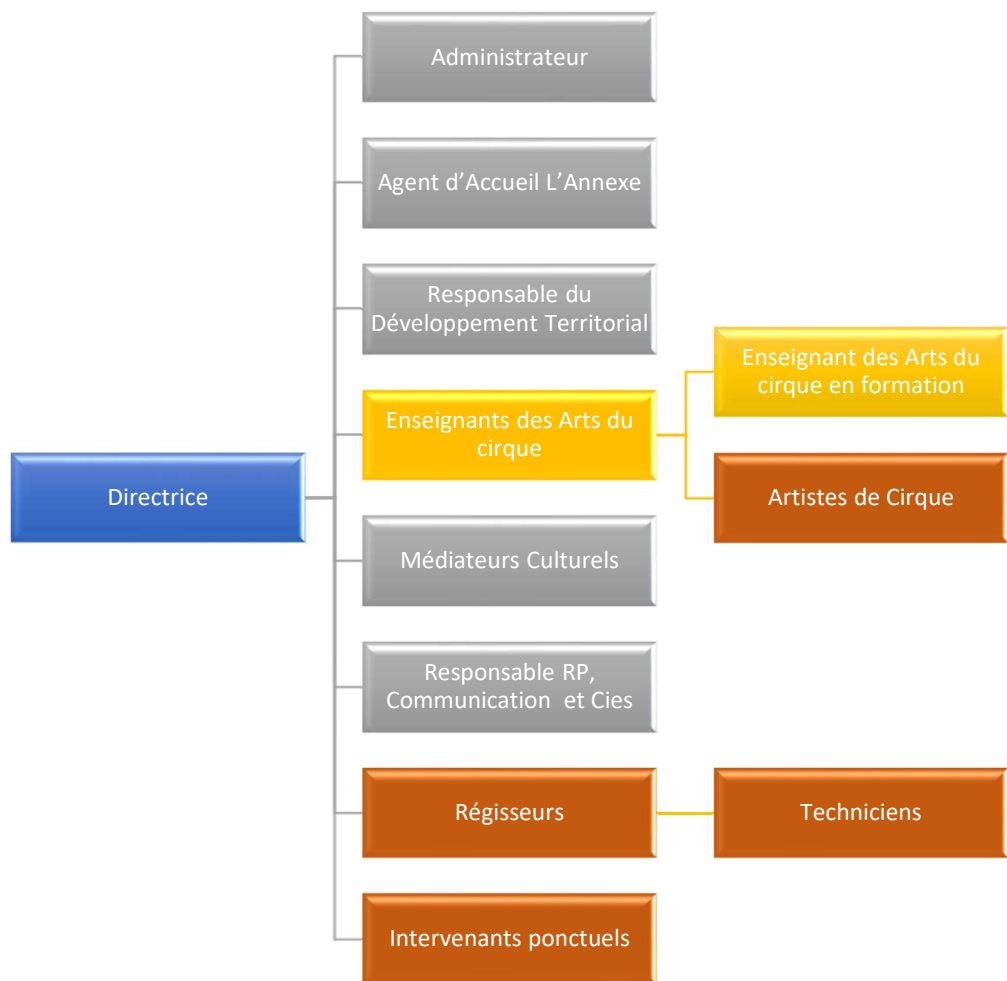 Administrateur
Agent d’Accueil L’Annexe
Responsable du
Développement Territorial
Enseignants des Arts du
cirque
Enseignant des Arts du
cirque en formation
Artistes de Cirque
Directrice
Médiateurs Culturels
Responsable RP,
Communication et Cies
Régisseurs
Techniciens
Intervenants ponctuels